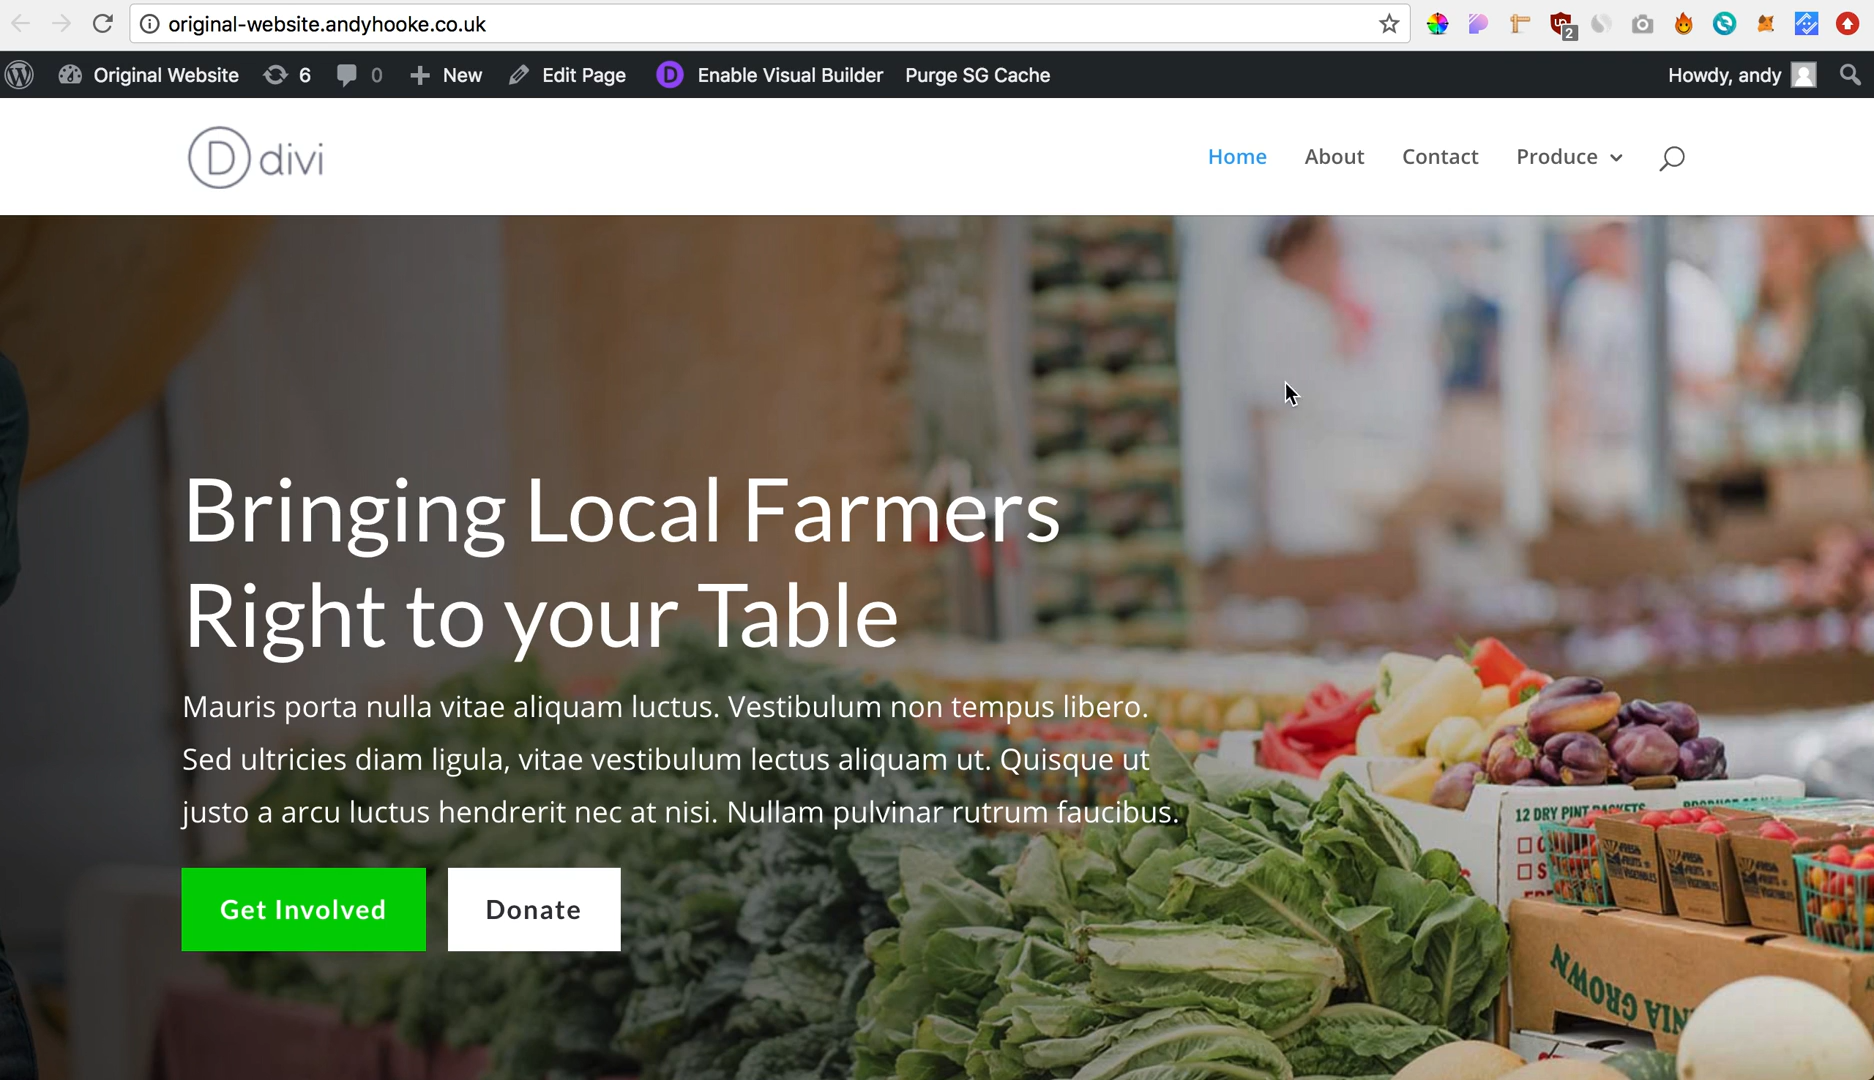 original-website.andyhooke.co.uk
2
Original Website 6 0 New Edit Page D Enable Visual Builder Purge SG Cache Howdy, andy
D divi
Home About Contact Produce
Bringing Local Farmers
Right to your Table
Mauris porta nulla vitae aliquam luctus. Vestibulum non tempus libero.
Sed ultricies diam ligula, vitae vestibulum lectus aliquam ut. Quisque ut
justo a arcu luctus hendrerit nec at nisi. Nullam pulvinar rutrum faucibus.
12 DRY PINT BASKETS
Get Involved Donate
GROWN